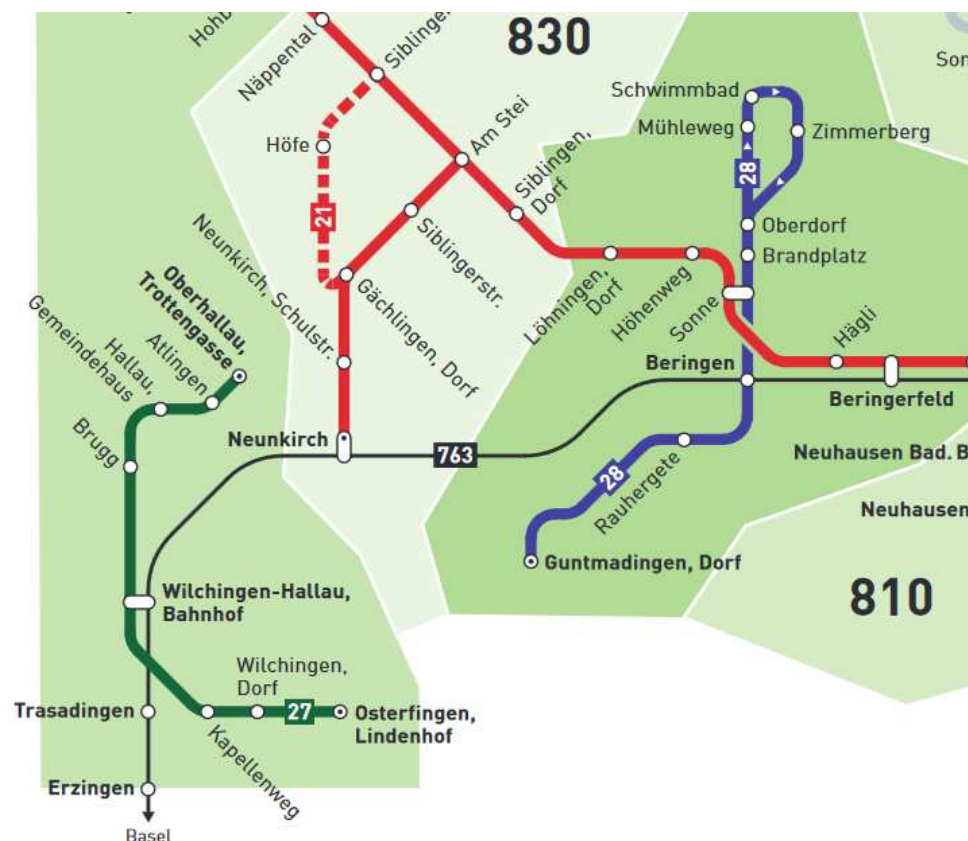 Hohb
Näppental
Siblinge
830
Son
Höfe
Am Stei
Siblingen,
Dorf
Schwimmbad
Mühleweg
Zimmerberg
28
Oberdorf
Brandplatz
21
Siblingerstr.
Neunkirch, Schulstr.
Gächlingen, Dorf
Löhningen,
Dorf
Höhenweg
Sonne
Hägli
Beringen
Beringerfeld
Oberhallau,
Trottengasse
Atlingen
Hallau,
Gemeindehaus
Brugg
Neunkirch
763
Neuhausen Bad. B
Rauhergete
28
Neuhausen
Guntmadingen, Dorf
810
Wilchingen-Hallau,
Bahnhof
Wilchingen,
Dorf
Trasadingen
27
Osterfingen,
Lindenhof
Kapellenweg
Erzingen
Basel